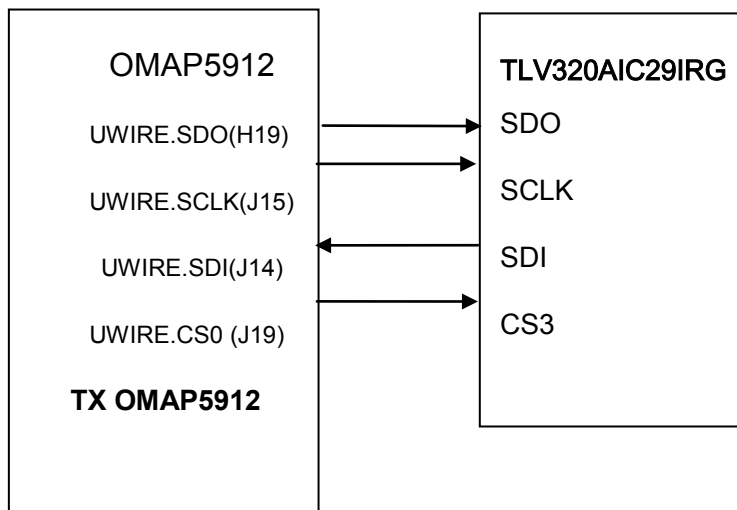 OMAP5912
UWIRE.SDO(H19)
UWIRE.SCLK(J15)
UWIRE.SDI(J14)
UWIRE.CS0 (J19)
TX OMAP5912
TLV320AIC29IRG
SDO
SCLK
SDI
CS3